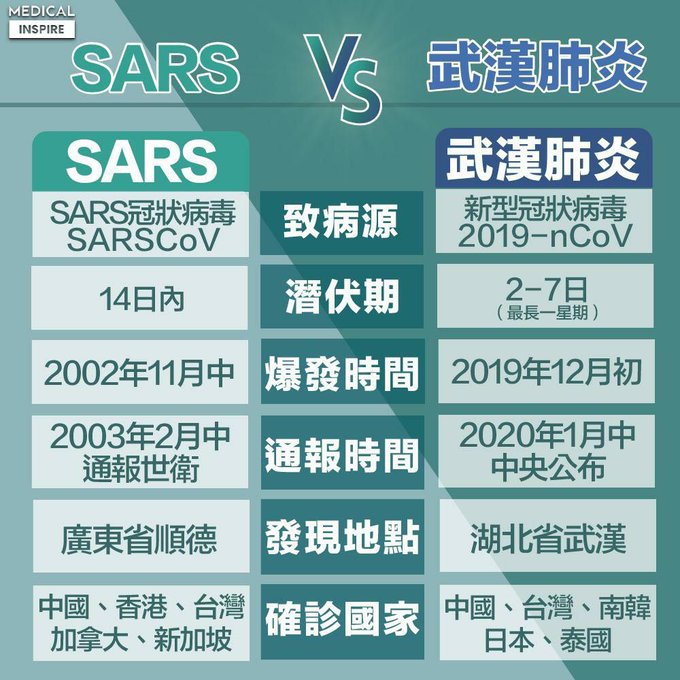 MEDICAL
INSPIRE
SARS VS 武漢肺炎
SARS 武漢肺炎
SARS冠狀病毒
SARSCoV
致病源
新型冠狀病毒
2019-nCoV
14日內
潛伏期
2-7日
（最長一星期）
2002年11月中
爆發時間
2019年12月初
2003年2月中
通報世衛
通報時間
2020年1月中
中央公布
廣東省順德
發現地點
湖北省武漢
中國、香港、台灣
加拿大、新加坡
確診國家
中國、台灣、南韓
日本、泰國